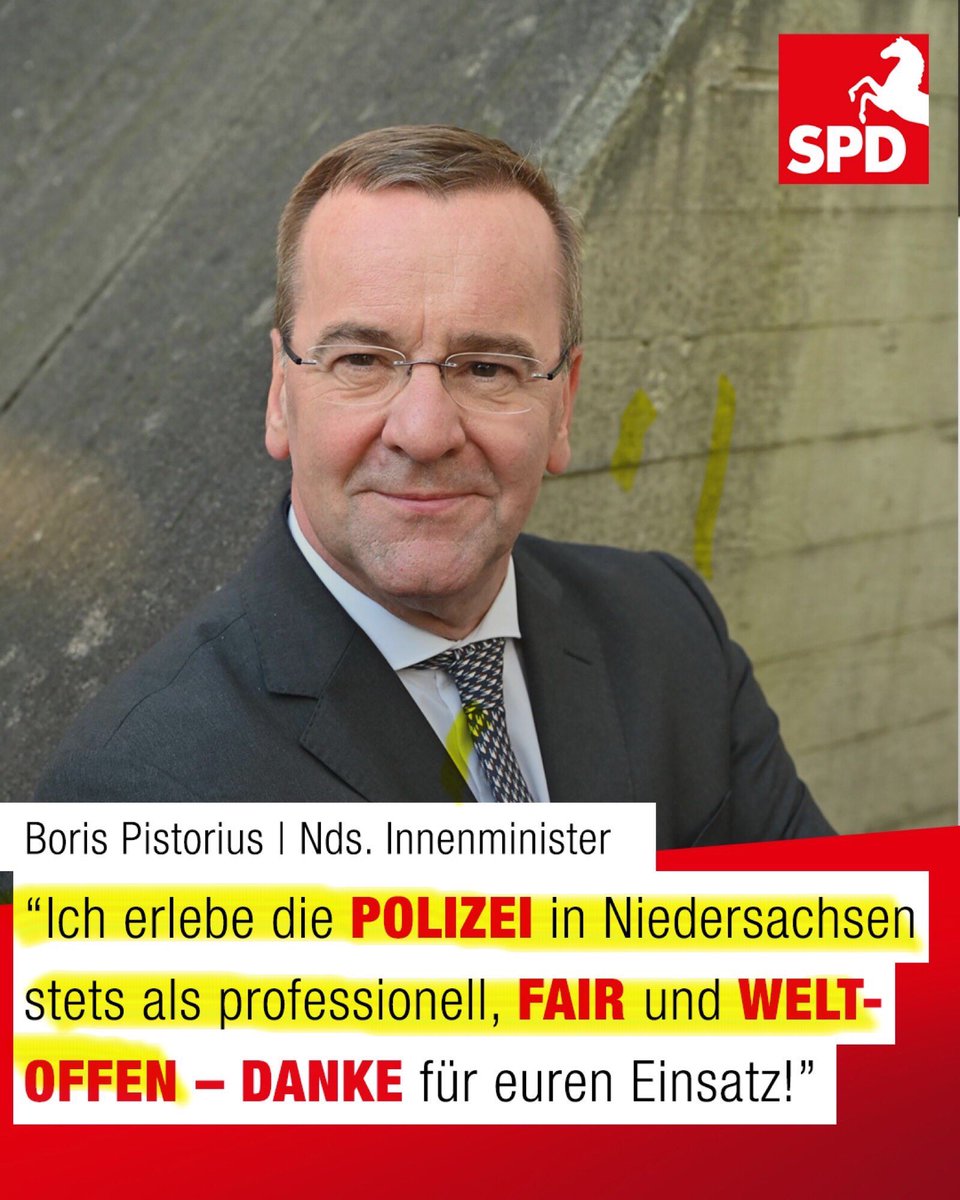 SPD
Boris Pistorius | Nds. Innenminister
“Ich erlebe die POLIZEI in Niedersachsen
stets als professionell, FAIR und WELT-
OFFEN – DANKE für euren Einsatz!”